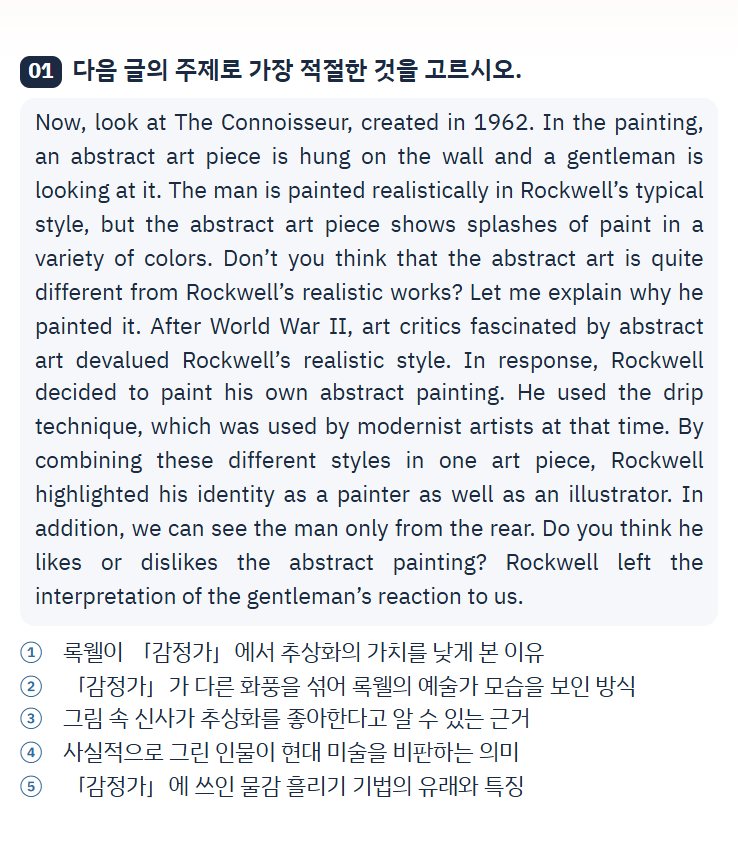 01 다음 글의 주제로 가장 적절한 것을 고르시오.
Now, look at The Connoisseur, created in 1962. In the painting,
an abstract art piece is hung on the wall and a gentleman is
looking at it. The man is painted realistically in Rockwell’s typical
style, but the abstract art piece shows splashes of paint in a
variety of colors. Don’t you think that the abstract art is quite
different from Rockwell’s realistic works? Let me explain why he
painted it. After World War II, art critics fascinated by abstract
art devalued Rockwell’s realistic style. In response, Rockwell
decided to paint his own abstract painting. He used the drip
technique, which was used by modernist artists at that time. By
combining these different styles in one art piece, Rockwell
highlighted his identity as a painter as well as an illustrator. In
addition, we can see the man only from the rear. Do you think he
likes or dislikes the abstract painting? Rockwell left the
interpretation of the gentleman’s reaction to us.
① 록웰이 「감정가」에서 추상화의 가치를 낮게 본 이유
② 「감정가」가 다른 화풍을 섞어 록웰의 예술가 모습을 보인 방식
③ 그림 속 신사가 추상화를 좋아한다고 알 수 있는 근거
④ 사실적으로 그린 인물이 현대 미술을 비판하는 의미
⑤ 「감정가」에 쓰인 물감 흘리기 기법의 유래와 특징